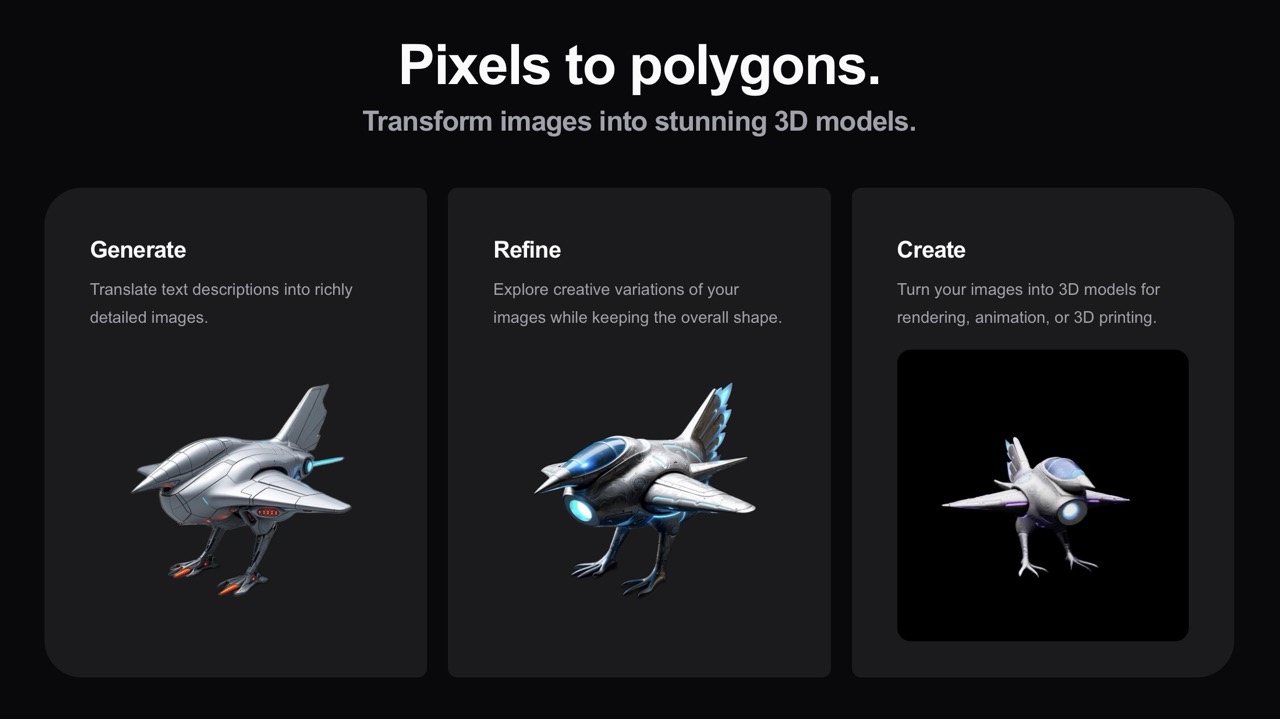 Pixels to polygons.
Transform images into stunning 3D models.
Generate
Translate text descriptions into richly
detailed images.
Refine
Explore creative variations of your
images while keeping the overall shape.
Create
Turn your images into 3D models for
rendering, animation, or 3D printing.